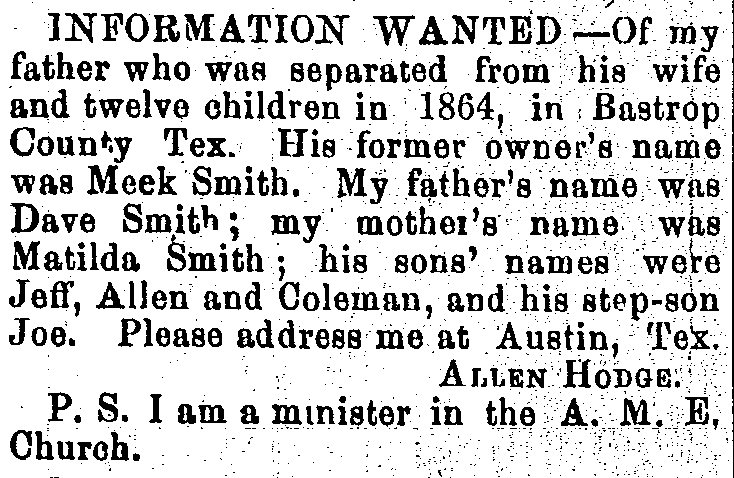 INFORMATION WANTED—Of my
father who was separated from his wife
and twelve children in 1864, in Bastrop
County Tex. His former owner's name
was Meek Smith. My father's name was
Dave Smith; my mother's name was
Matilda Smith; his sons' names were
Jeff, Allen and Coleman, and his step-son
Joe. Please address me at Austin, Tex.
ALLEN HODGE.
P. S. I am a minister in the A. M. E.
Church.